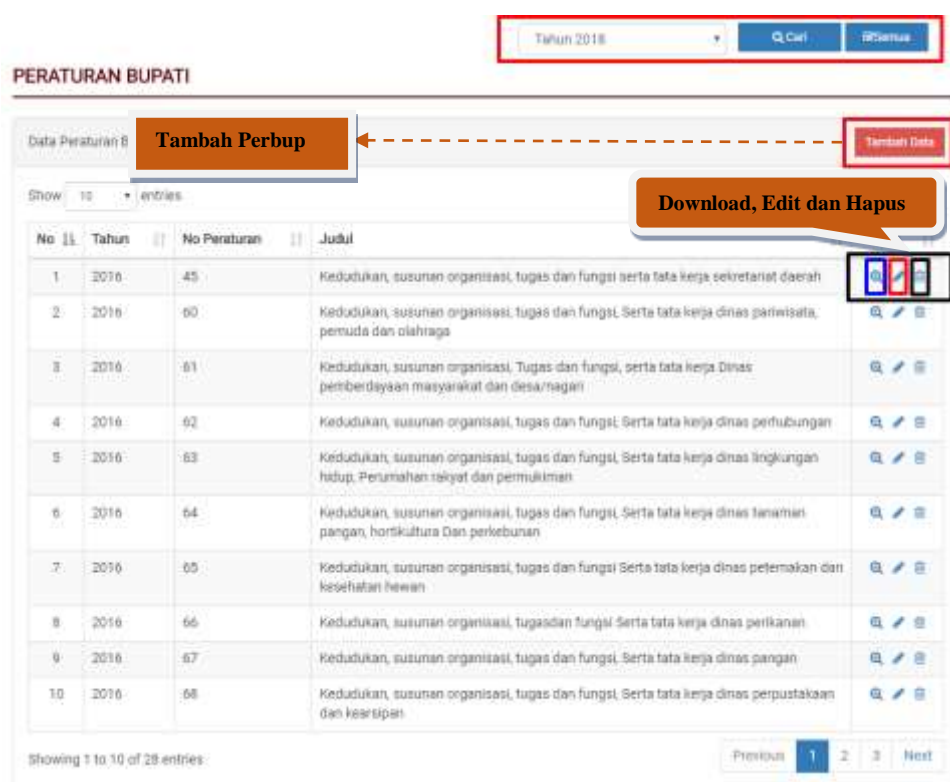 Tahun 2018 Cari Semua
PERATURAN BUPATI
Data Peraturan B Tambah Perbup Tambah Data
Show 10 entries
Download, Edit dan Hapus
No Tahun No Peraturan Judul
1 2016 45 Kedudukan, susunan organisasi, tugas dan fungsi serta tata kerja sekretariat daerah
2 2016 60 Kedudukan, susunan organisasi, tugas dan fungsi, Serta tata kerja dinas pariwisata,
pemuda dan olahraga
3 2016 61 Kedudukan, susunan organisasi, Tugas dan fungsi, serta tata kerja Dinas
pemberdayaan masyarakat dan desa/nagari
4 2016 62 Kedudukan, susunan organisasi, tugas dan fungsi, Serta tata kerja dinas perhubungan
5 2016 63 Kedudukan, susunan organisasi, tugas dan fungsi, Serta tata kerja dinas lingkungan
hidup, Perumahan rakyat dan permukiman
6 2016 64 Kedudukan, susunan organisasi, tugas dan fungsi, Serta tata kerja dinas tanaman
pangan, hortikultura Dan perkebunan
7 2016 65 Kedudukan, susunan organisasi, tugas dan fungsi Serta tata kerja dinas peternakan dan
kesehatan hewan
8 2016 66 Kedudukan, susunan organisasi, tugasdan fungsi Serta tata kerja dinas perikanan
9 2016 67 Kedudukan, susunan organisasi, tugas dan fungsi, Serta tata kerja dinas pangan
10 2016 68 Kedudukan, susunan organisasi, tugas dan fungsi, Serta tata kerja dinas perpustakaan
dan kearsipan
Showing 1 to 10 of 28 entries Previous 1 2 3 Next